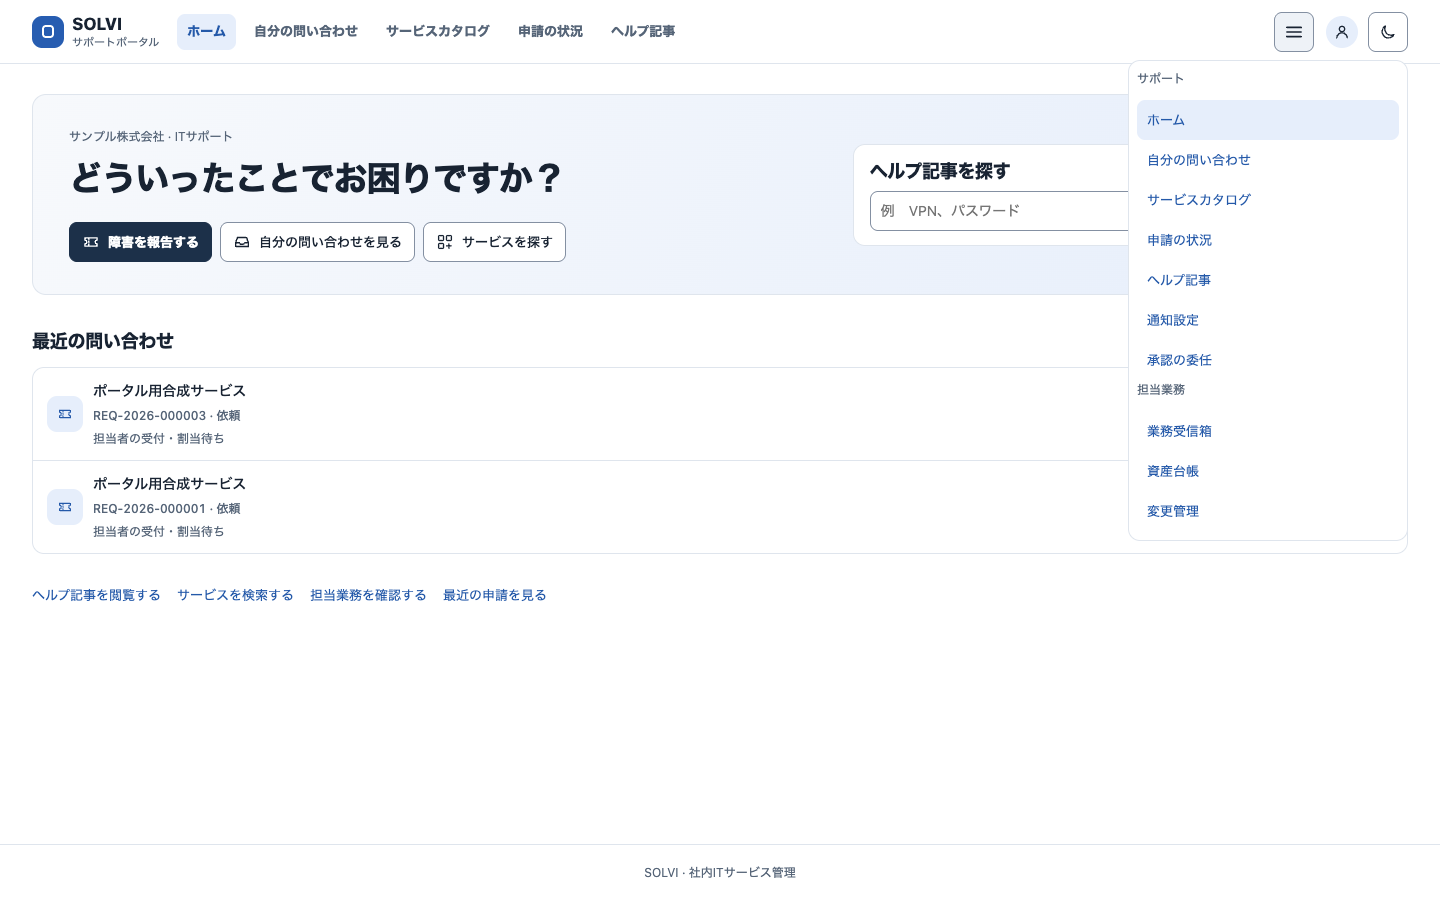 SOLVI
サポートポータル
ホーム
自分の問い合わせ
サービスカタログ
申請の状況
ヘルプ記事
サンプル株式会社 · ITサポート
どういったことでお困りですか？
障害を報告する
自分の問い合わせを見る
サービスを探す
ヘルプ記事を探す
例　VPN、パスワード
サポート
ホーム
自分の問い合わせ
サービスカタログ
申請の状況
ヘルプ記事
通知設定
承認の委任
担当業務
業務受信箱
資産台帳
変更管理
最近の問い合わせ
ポータル用合成サービス
REQ-2026-000003 · 依頼
担当者の受付・割当待ち
ポータル用合成サービス
REQ-2026-000001 · 依頼
担当者の受付・割当待ち
ヘルプ記事を閲覧する
サービスを検索する
担当業務を確認する
最近の申請を見る
SOLVI · 社内ITサービス管理